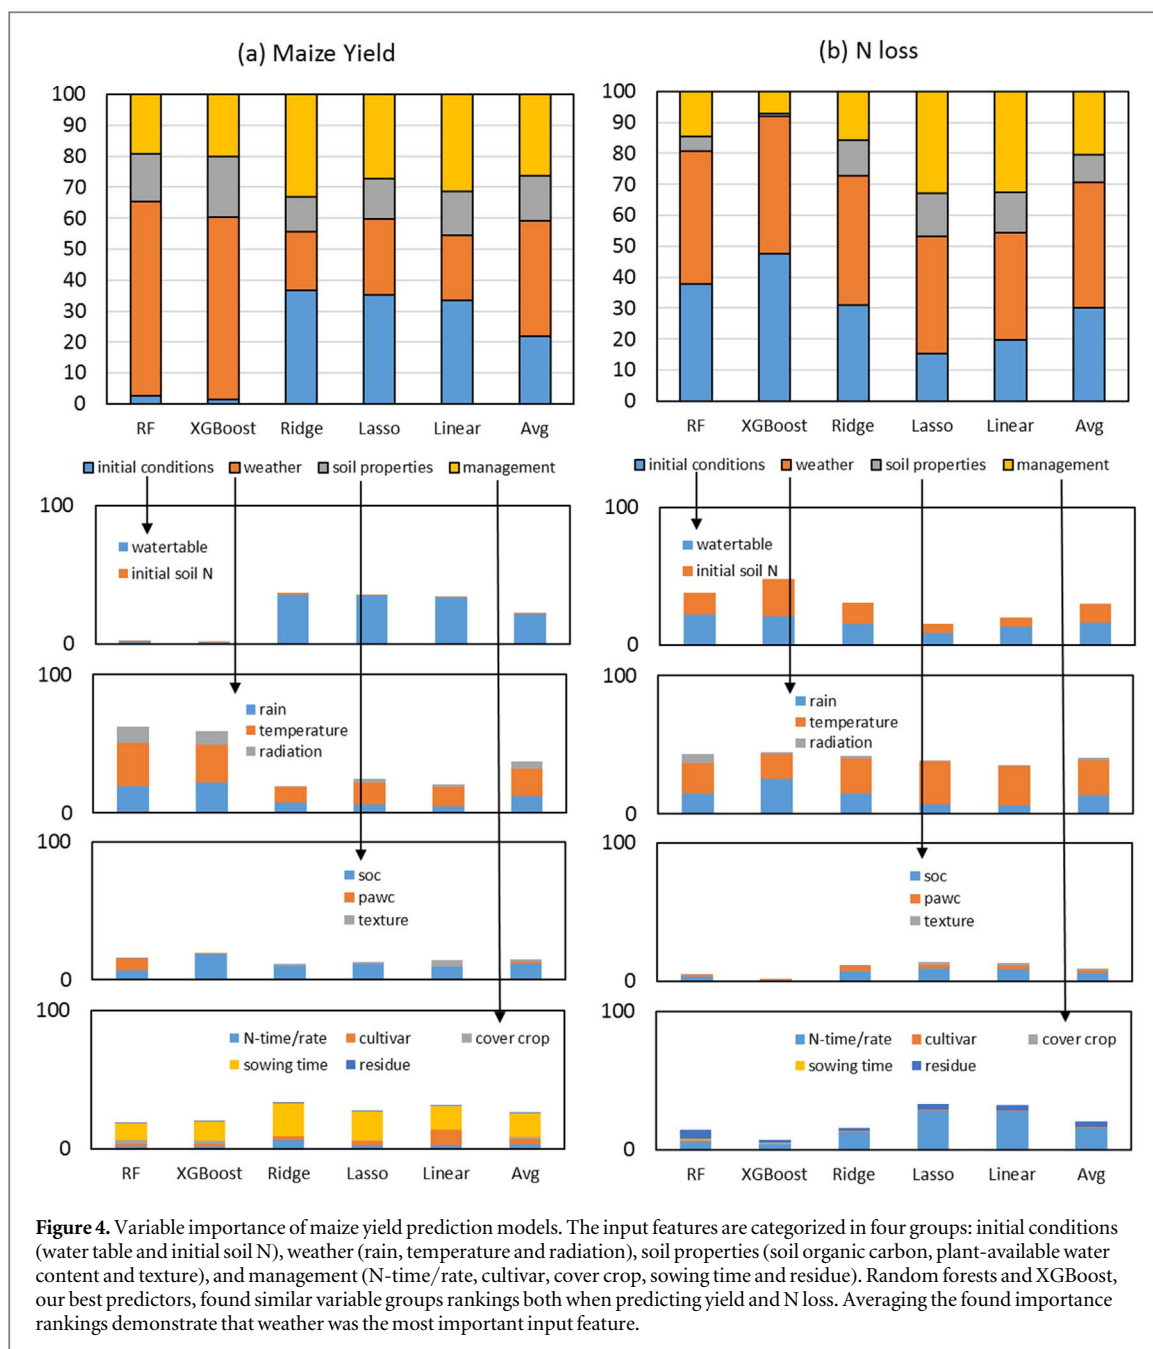 (a) Maize Yield
100
90
80
70
60
50
40
30
20
10
0
RF XGBoost Ridge Lasso Linear Avg
initial conditions weather soil properties management
100
watertable
initial soil N
0
100
rain
temperature
radiation
0
100
soc
pawc
texture
0
100
N-time/rate cultivar cover crop
sowing time residue
0
RF XGBoost Ridge Lasso Linear Avg
(b) N loss
100
90
80
70
60
50
40
30
20
10
0
RF XGBoost Ridge Lasso Linear Avg
initial conditions weather soil properties management
100
watertable
initial soil N
0
100
rain
temperature
radiation
0
100
soc
pawc
texture
0
100
N-time/rate cultivar cover crop
sowing time residue
0
RF XGBoost Ridge Lasso Linear Avg
Figure 4. Variable importance of maize yield prediction models. The input features are categorized in four groups: initial conditions
(water table and initial soil N), weather (rain, temperature and radiation), soil properties (soil organic carbon, plant-available water
content and texture), and management (N-time/rate, cultivar, cover crop, sowing time and residue). Random forests and XGBoost,
our best predictors, found similar variable groups rankings both when predicting yield and N loss. Averaging the found importance
rankings demonstrate that weather was the most important input feature.